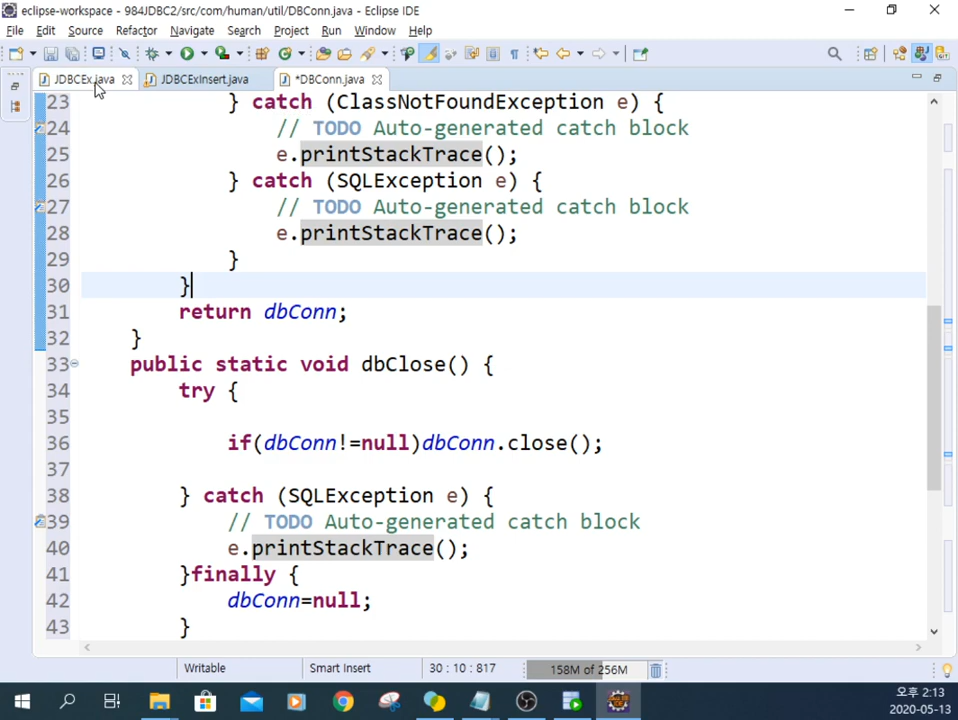 eclipse-workspace - 984JDBC2/src/com/human/util/DBConn.java - Eclipse IDE
File Edit Source Refactor Navigate Search Project Run Window Help
JDBCEx.java JDBCExInsert.java *DBConn.java
23 } catch (ClassNotFoundException e) {
24 // TODO Auto-generated catch block
25 e.printStackTrace();
26 } catch (SQLException e) {
27 // TODO Auto-generated catch block
28 e.printStackTrace();
29 }
30 }
31 return dbConn;
32 }
33 public static void dbClose() {
34 try {
35
36 if(dbConn!=null)dbConn.close();
37
38 } catch (SQLException e) {
39 // TODO Auto-generated catch block
40 e.printStackTrace();
41 }finally {
42 dbConn=null;
43 }
Writable Smart Insert 30 : 10 : 817 158M of 256M
오후 2:13
2020-05-13